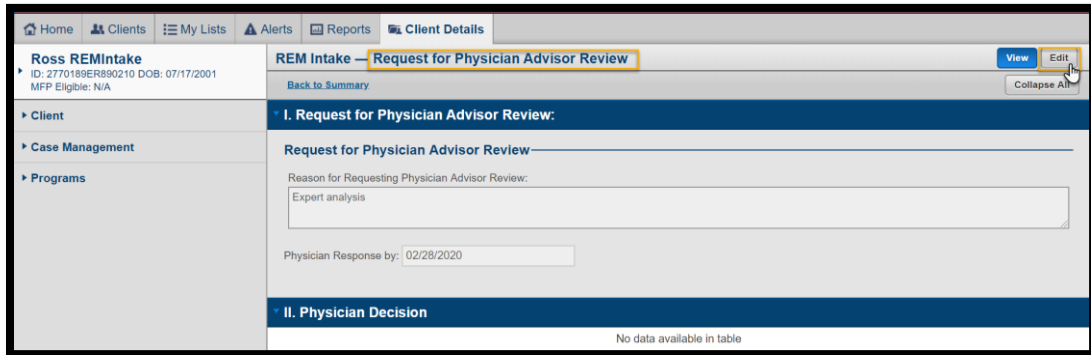 Home Clients My Lists Alerts Reports Client Details
Ross REMIntake
ID: 2770189ER890210 DOB: 07/17/2001
MFP Eligible: N/A
Client
Case Management
Programs
REM Intake — Request for Physician Advisor Review
View Edit
Back to Summary
Collapse All
I. Request for Physician Advisor Review:
Request for Physician Advisor Review
Reason for Requesting Physician Advisor Review:
Expert analysis
Physician Response by: 02/28/2020
II. Physician Decision
No data available in table